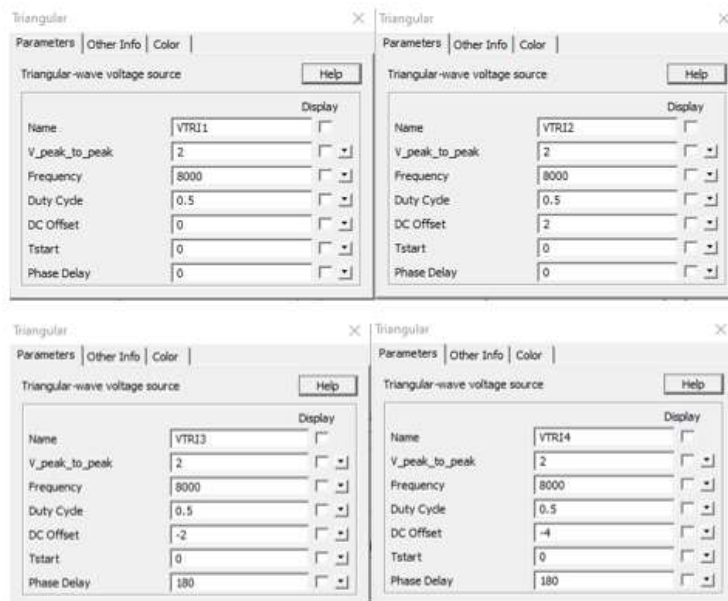 Triangular
Parameters Other Info Color
Triangular-wave voltage source Help
Display
Name VTRI1
V_peak_to_peak 2
Frequency 8000
Duty Cycle 0.5
DC Offset 0
Tstart 0
Phase Delay 0
Triangular
Parameters Other Info Color
Triangular-wave voltage source Help
Display
Name VTRI2
V_peak_to_peak 2
Frequency 8000
Duty Cycle 0.5
DC Offset 2
Tstart 0
Phase Delay 0
Triangular
Parameters Other Info Color
Triangular-wave voltage source Help
Display
Name VTRI3
V_peak_to_peak 2
Frequency 8000
Duty Cycle 0.5
DC Offset -2
Tstart 0
Phase Delay 180
Triangular
Parameters Other Info Color
Triangular-wave voltage source Help
Display
Name VTRI4
V_peak_to_peak 2
Frequency 8000
Duty Cycle 0.5
DC Offset -4
Tstart 0
Phase Delay 180